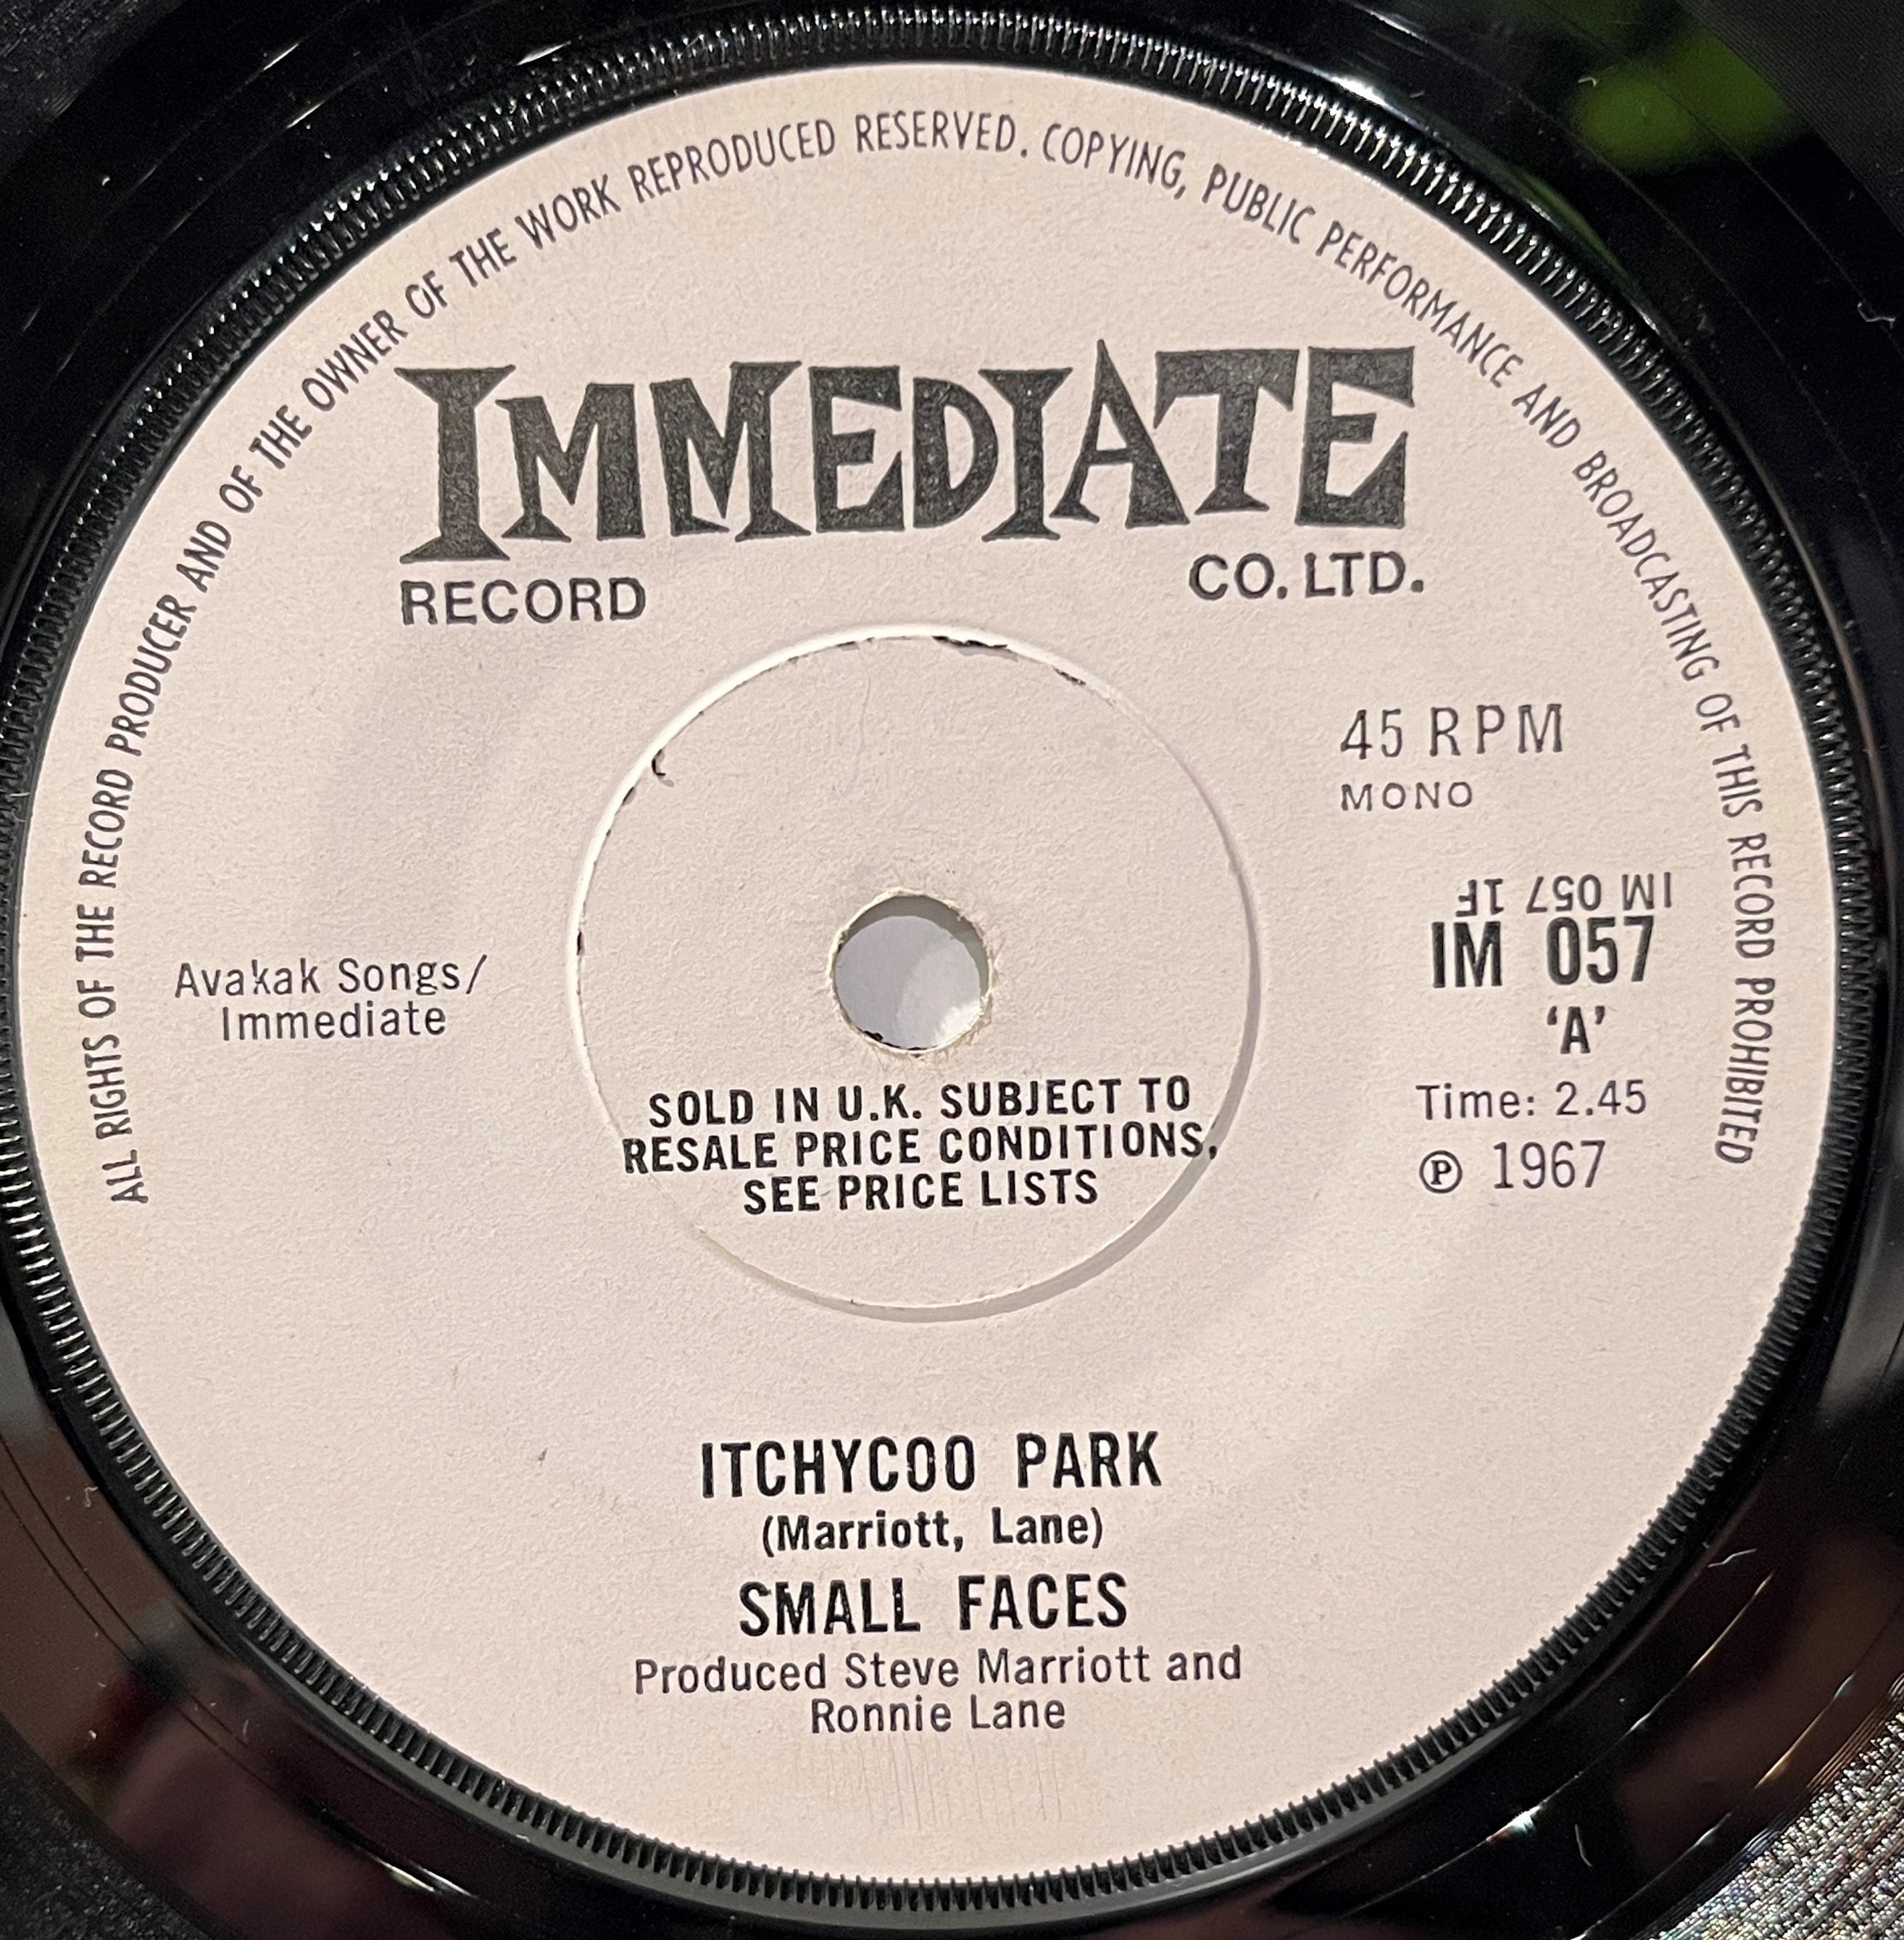 ALL RIGHTS OF THE RECORD PRODUCER AND OF THE OWNER OF THE WORK REPRODUCED RESERVED. COPYING, PUBLIC PERFORMANCE AND BROADCASTING OF THIS RECORD PROHIBITED
IMMEDIATE
RECORD CO. LTD.
45 RPM
MONO
IM 057 1F
IM 057
‘A’
Time: 2.45
℗ 1967
Avakak Songs/
Immediate
SOLD IN U.K. SUBJECT TO
RESALE PRICE CONDITIONS,
SEE PRICE LISTS
ITCHYCOO PARK
(Marriott, Lane)
SMALL FACES
Produced Steve Marriott and
Ronnie Lane